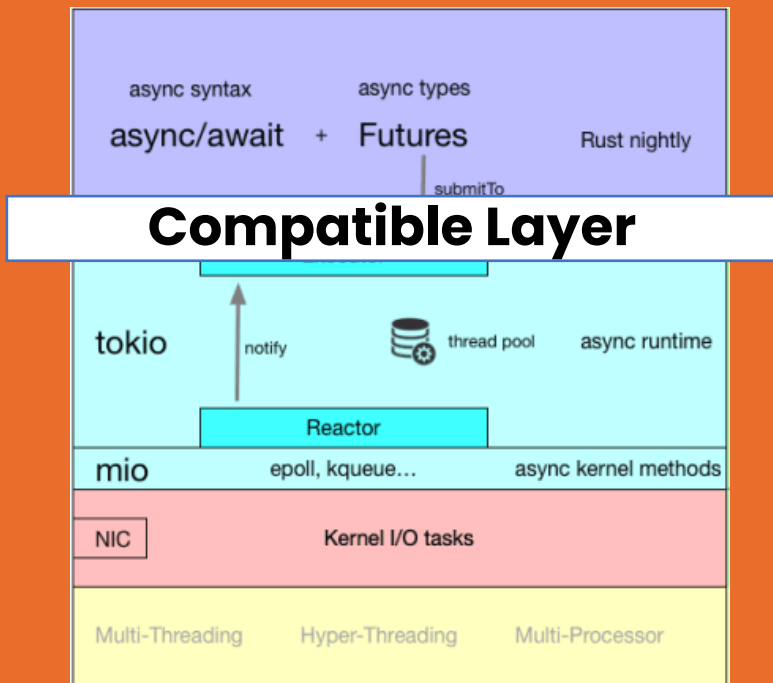 async syntax async types
async/await + Futures Rust nightly
submitTo
Compatible Layer
tokio notify thread pool async runtime
Reactor
mio epoll, kqueue... async kernel methods
NIC Kernel I/O tasks
Multi-Threading Hyper-Threading Multi-Processor